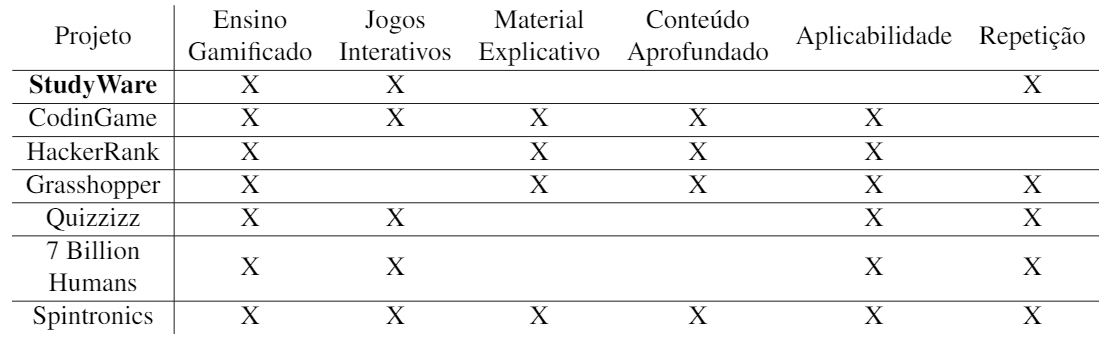 Projeto Ensino Gamificado Jogos Interativos Material Explicativo Conteúdo Aprofundado Aplicabilidade Repetição
StudyWare X X X
CodinGame X X X X X
HackerRank X X X X
Grasshopper X X X X X
Quizzizz X X X X
7 Billion Humans X X X X
Spintronics X X X X X X